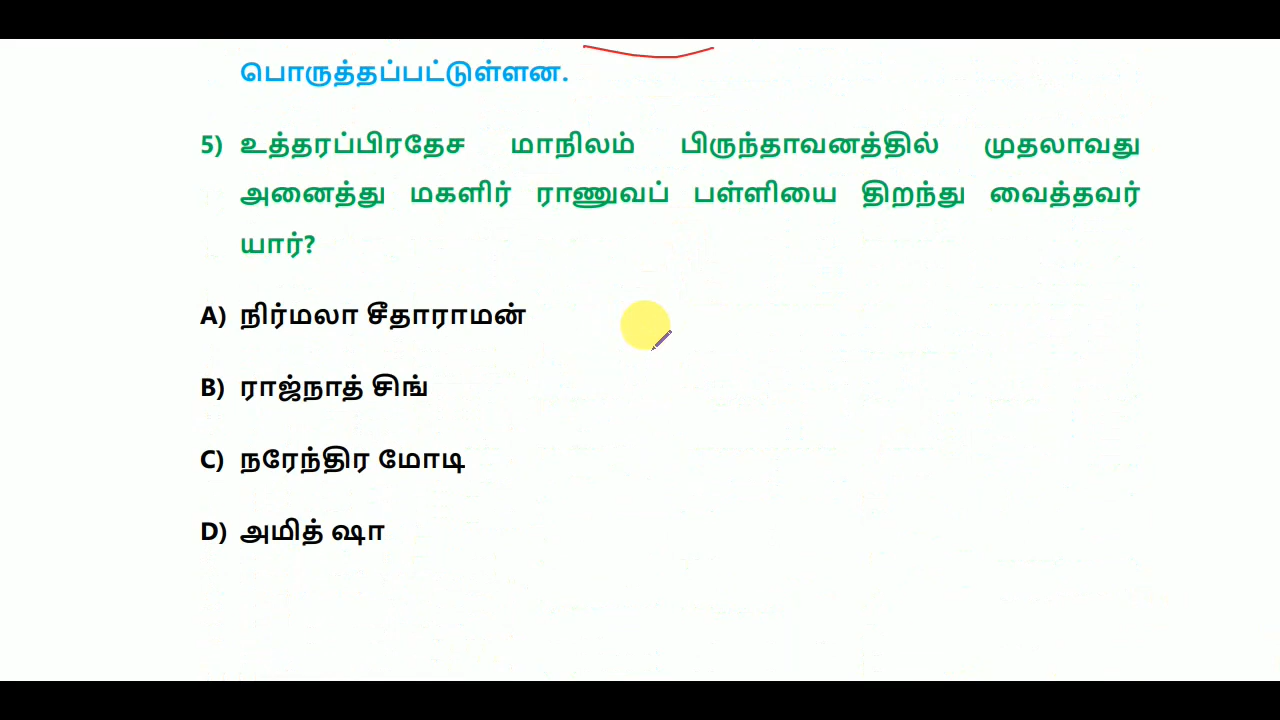 பொருத்தப்பட்டுள்ளன.
5) உத்தரப்பிரதேச மாநிலம் பிருந்தாவனத்தில் முதலாவது
அனைத்து மகளிர் ராணுவப் பள்ளியை திறந்து வைத்தவர்
யார்?
A) நிர்மலா சீதாராமன்
B) ராஜ்நாத் சிங்
C) நரேந்திர மோடி
D) அமித் ஷா